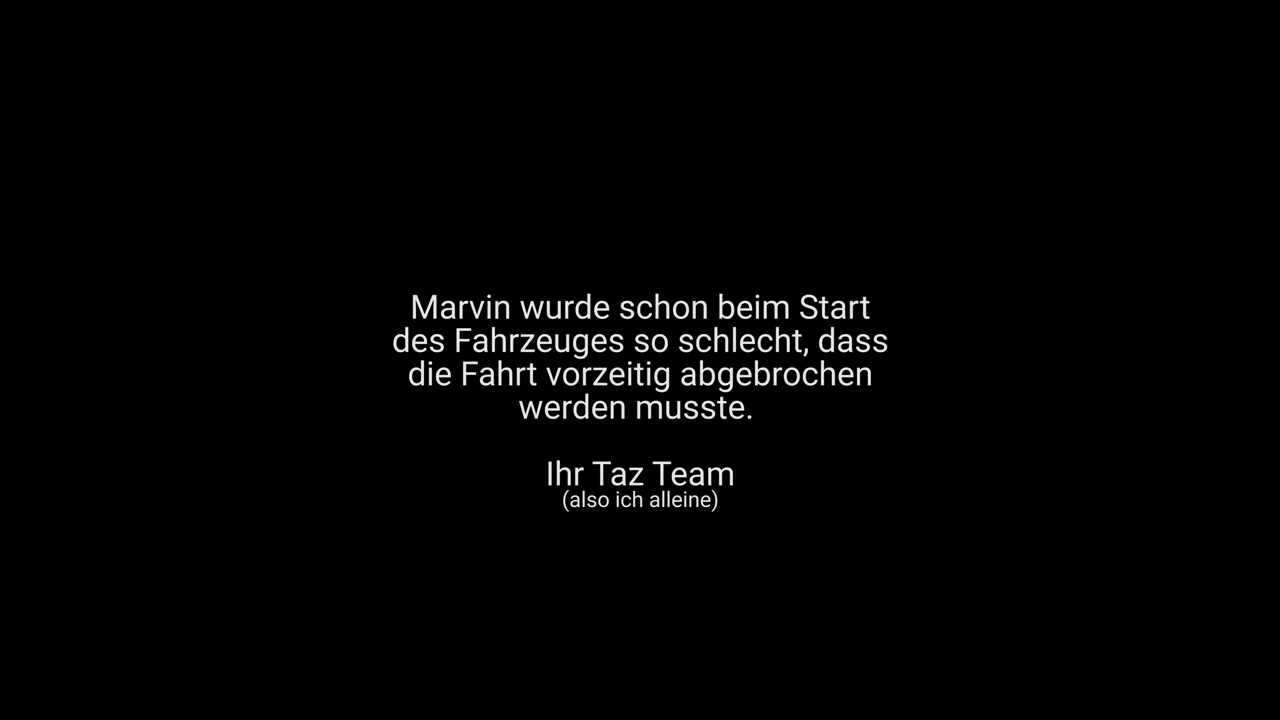 Marvin wurde schon beim Start
des Fahrzeuges so schlecht, dass
die Fahrt vorzeitig abgebrochen
werden musste.
Ihr Taz Team
(also ich alleine)